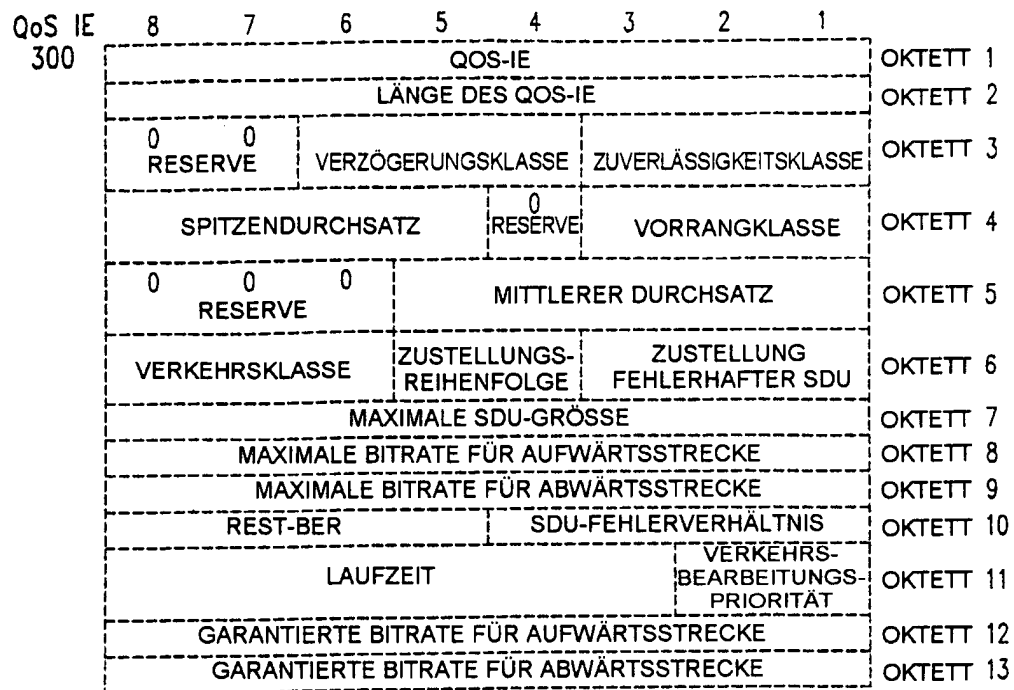 QoS IE 8 7 6 5 4 3 2 1
300
QOS-IE OKTETT 1
LÄNGE DES QOS-IE OKTETT 2
0 0
RESERVE VERZÖGERUNGSKLASSE ZUVERLÄSSIGKEITSKLASSE OKTETT 3
0
SPITZENDURCHSATZ RESERVE VORRANGKLASSE OKTETT 4
0 0 0
RESERVE MITTLERER DURCHSATZ OKTETT 5
VERKEHRSKLASSE ZUSTELLUNGS-
REIHENFOLGE ZUSTELLUNG
FEHLERHAFTER SDU OKTETT 6
MAXIMALE SDU-GRÖSSE OKTETT 7
MAXIMALE BITRATE FÜR AUFWÄRTSSTRECKE OKTETT 8
MAXIMALE BITRATE FÜR ABWÄRTSSTRECKE OKTETT 9
REST-BER SDU-FEHLERVERHÄLTNIS OKTETT 10
LAUFZEIT VERKEHRS-
BEARBEITUNGS-
PRIORITÄT OKTETT 11
GARANTIERTE BITRATE FÜR AUFWÄRTSSTRECKE OKTETT 12
GARANTIERTE BITRATE FÜR ABWÄRTSSTRECKE OKTETT 13